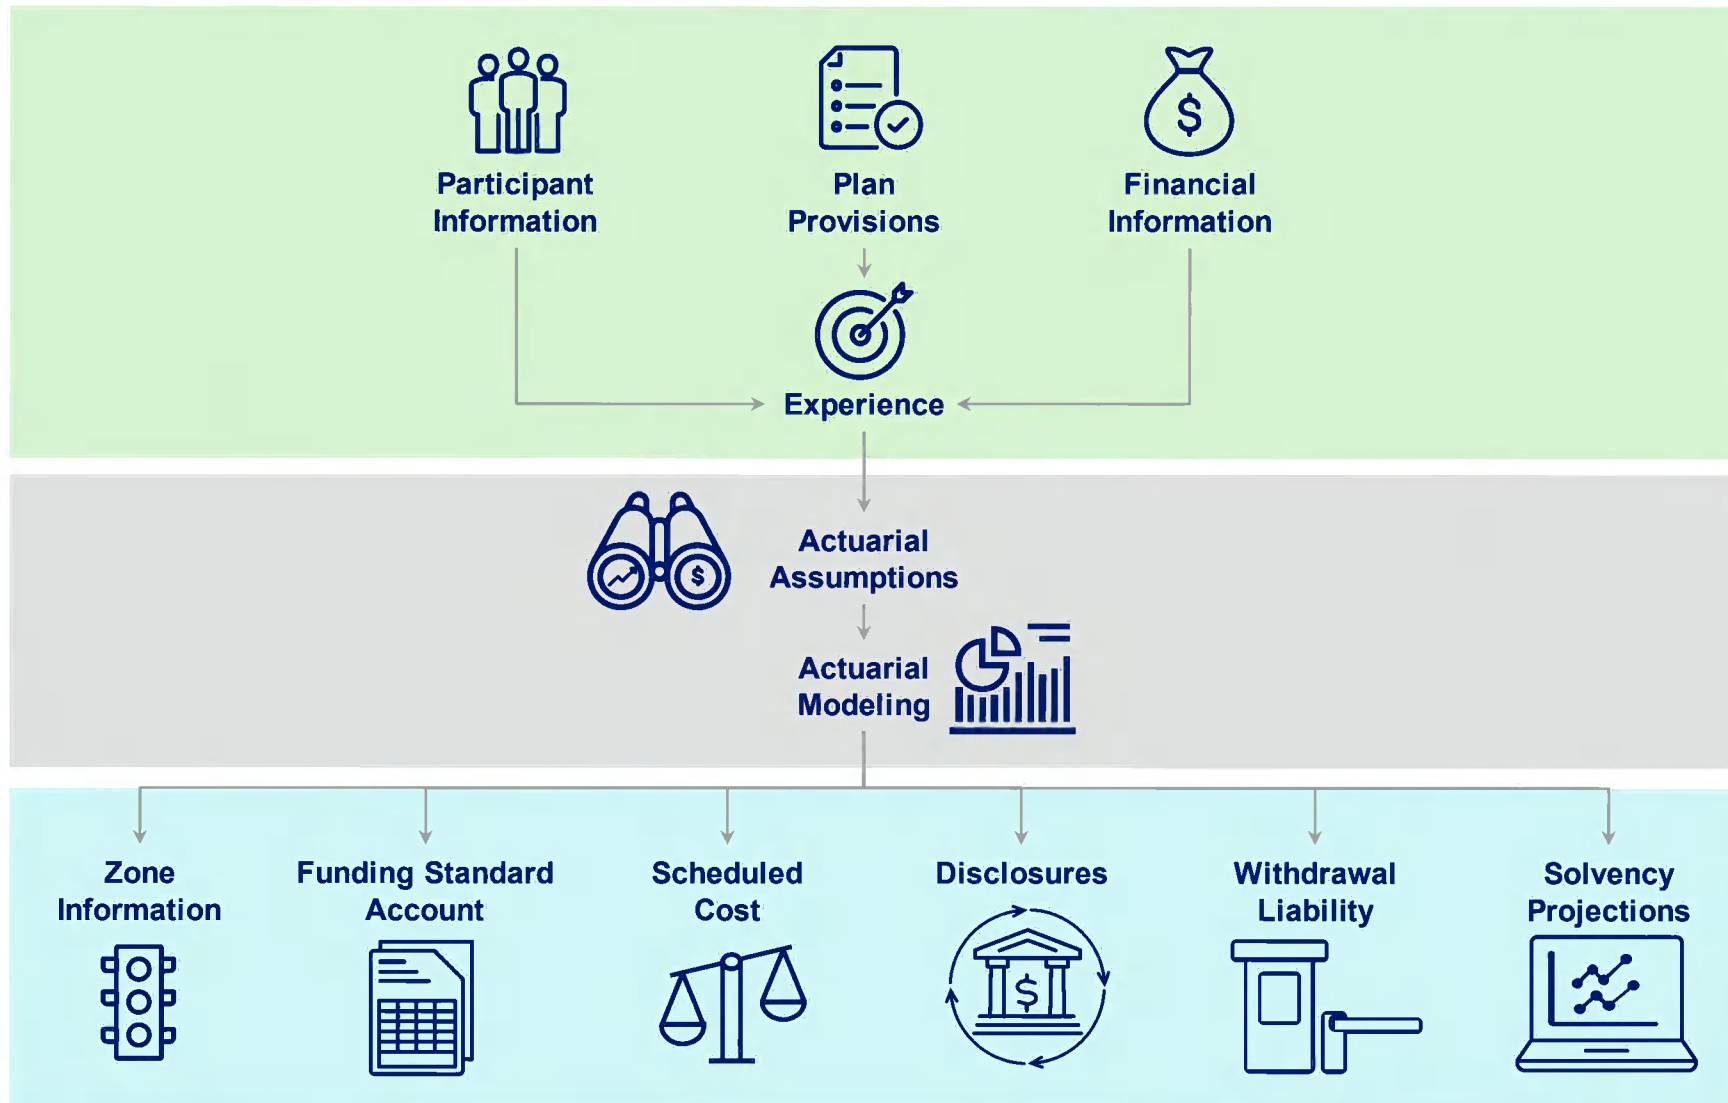 Participant
Information
Plan
Provisions
$
Financial
Information
Experience
$
Actuarial
Assumptions
Actuarial
Modeling
Zone
Information
Funding Standard
Account
Scheduled
Cost
Disclosures
$
Withdrawal
Liability
Solvency
Projections